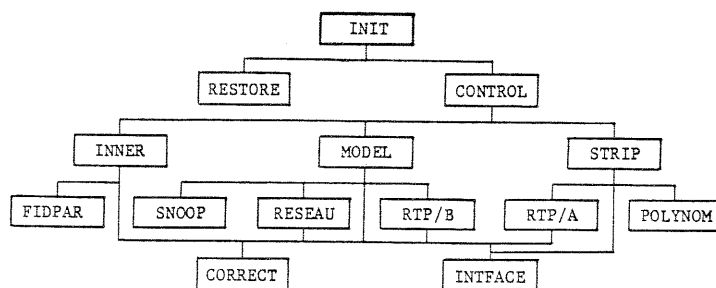 INIT
RESTORE CONTROL
INNER MODEL STRIP
FIDPAR SNOOP RESEAU RTP/B RTP/A POLYNOM
CORRECT INTFACE